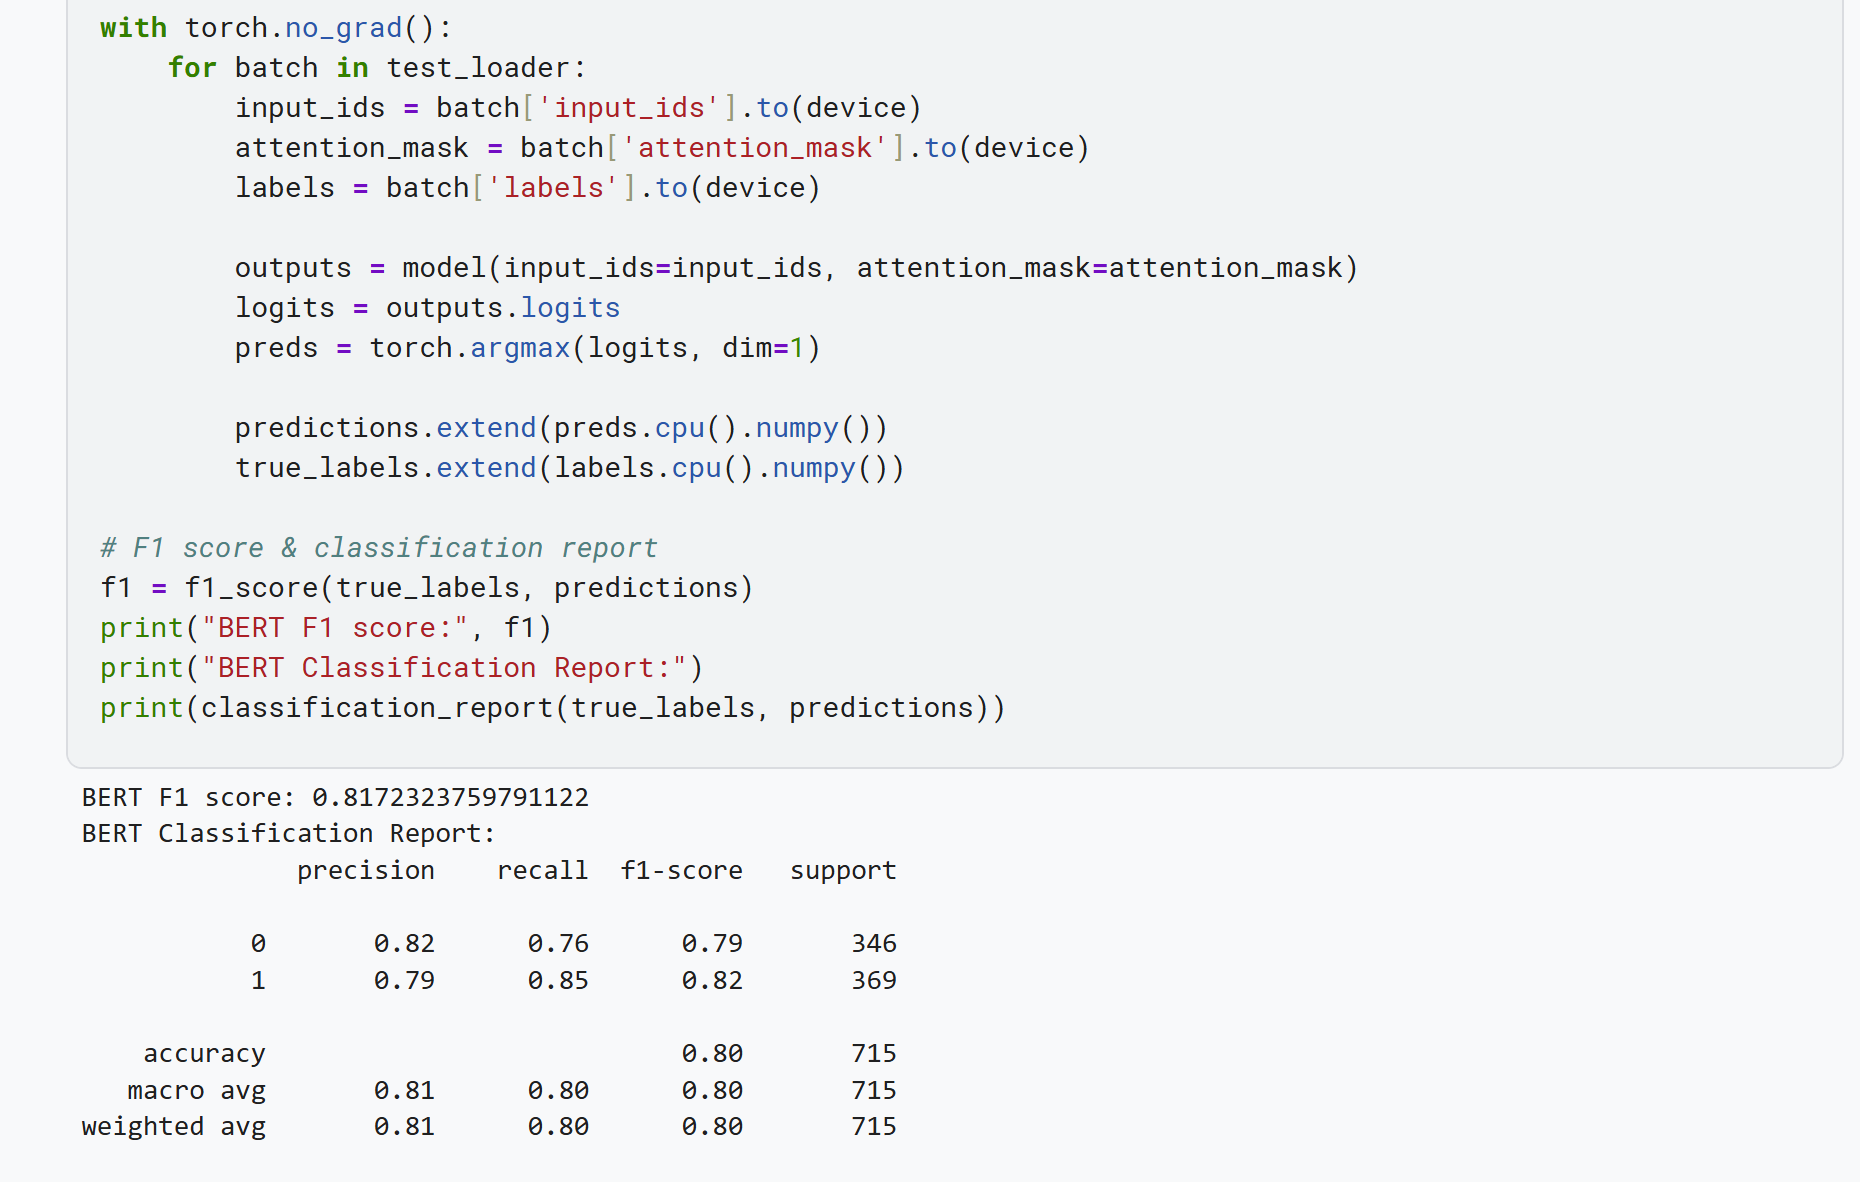 with torch.no_grad():
    for batch in test_loader:
        input_ids = batch['input_ids'].to(device)
        attention_mask = batch['attention_mask'].to(device)
        labels = batch['labels'].to(device)

        outputs = model(input_ids=input_ids, attention_mask=attention_mask)
        logits = outputs.logits
        preds = torch.argmax(logits, dim=1)

        predictions.extend(preds.cpu().numpy())
        true_labels.extend(labels.cpu().numpy())

# F1 score & classification report
f1 = f1_score(true_labels, predictions)
print("BERT F1 score:", f1)
print("BERT Classification Report:")
print(classification_report(true_labels, predictions))
BERT F1 score: 0.8172323759791122
BERT Classification Report:
              precision    recall  f1-score   support

           0       0.82      0.76      0.79       346
           1       0.79      0.85      0.82       369

    accuracy                           0.80       715
   macro avg       0.81      0.80      0.80       715
weighted avg       0.81      0.80      0.80       715